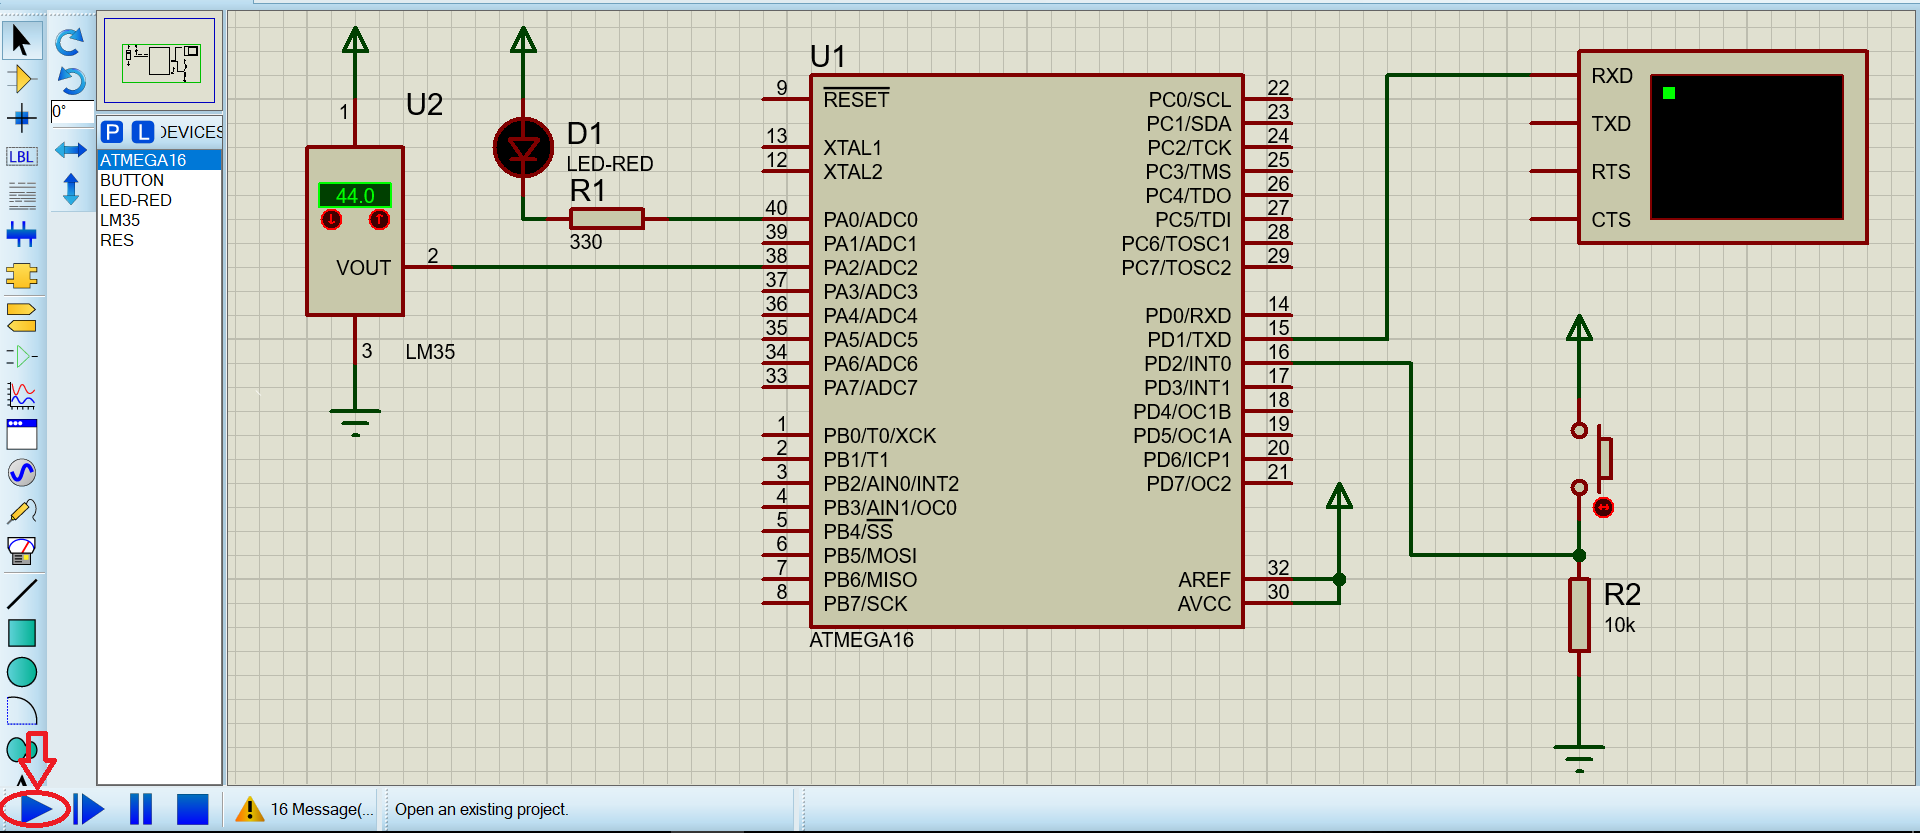 0°
LBL
P L DEVICES
ATMEGA16
BUTTON
LED-RED
LM35
RES
1
U2
44.0
VOUT
2
3
LM35
D1
LED-RED
R1
330
U1
9 RESET
13 XTAL1
12 XTAL2
40 PA0/ADC0
39 PA1/ADC1
38 PA2/ADC2
37 PA3/ADC3
36 PA4/ADC4
35 PA5/ADC5
34 PA6/ADC6
33 PA7/ADC7
1 PB0/T0/XCK
2 PB1/T1
3 PB2/AIN0/INT2
4 PB3/AIN1/OC0
5 PB4/SS
6 PB5/MOSI
7 PB6/MISO
8 PB7/SCK
PC0/SCL 22
PC1/SDA 23
PC2/TCK 24
PC3/TMS 25
PC4/TDO 26
PC5/TDI 27
PC6/TOSC1 28
PC7/TOSC2 29
PD0/RXD 14
PD1/TXD 15
PD2/INT0 16
PD3/INT1 17
PD4/OC1B 18
PD5/OC1A 19
PD6/ICP1 20
PD7/OC2 21
AREF 32
AVCC 30
ATMEGA16
RXD
TXD
RTS
CTS
R2
10k
16 Message(...
Open an existing project.